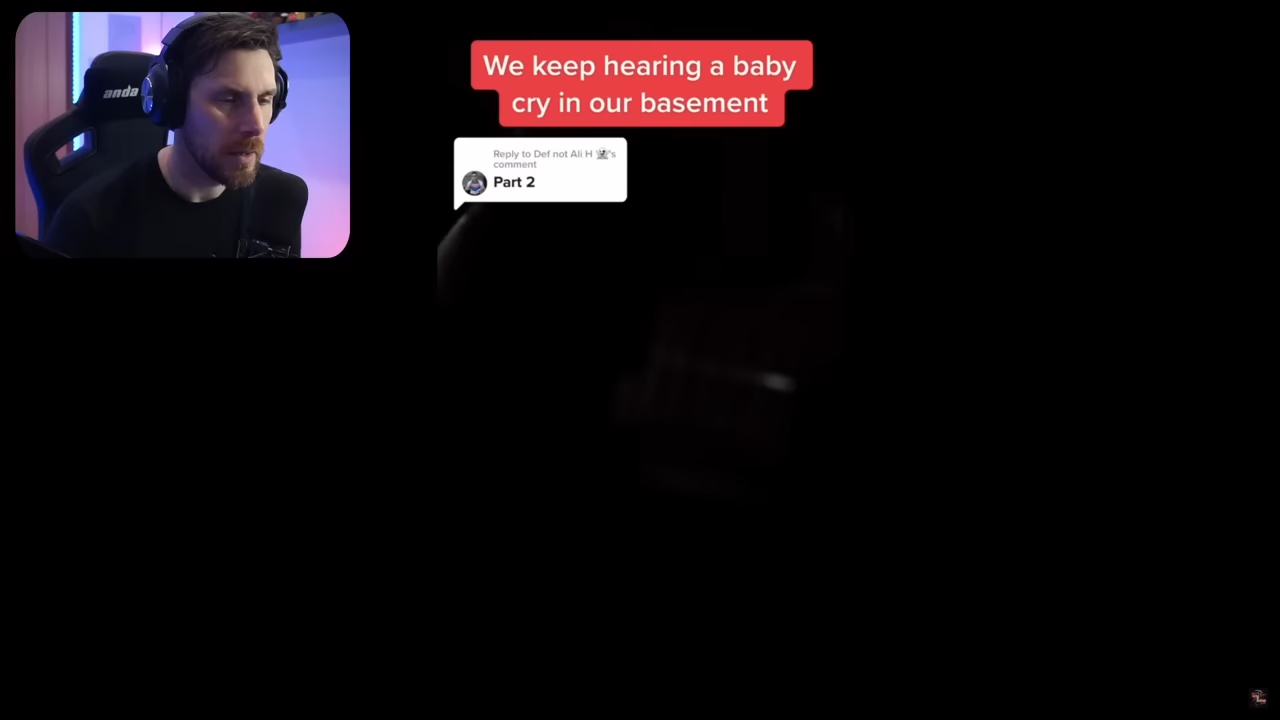 anda
We keep hearing a baby
cry in our basement
Reply to Def not Ali H 👻's
comment
Part 2